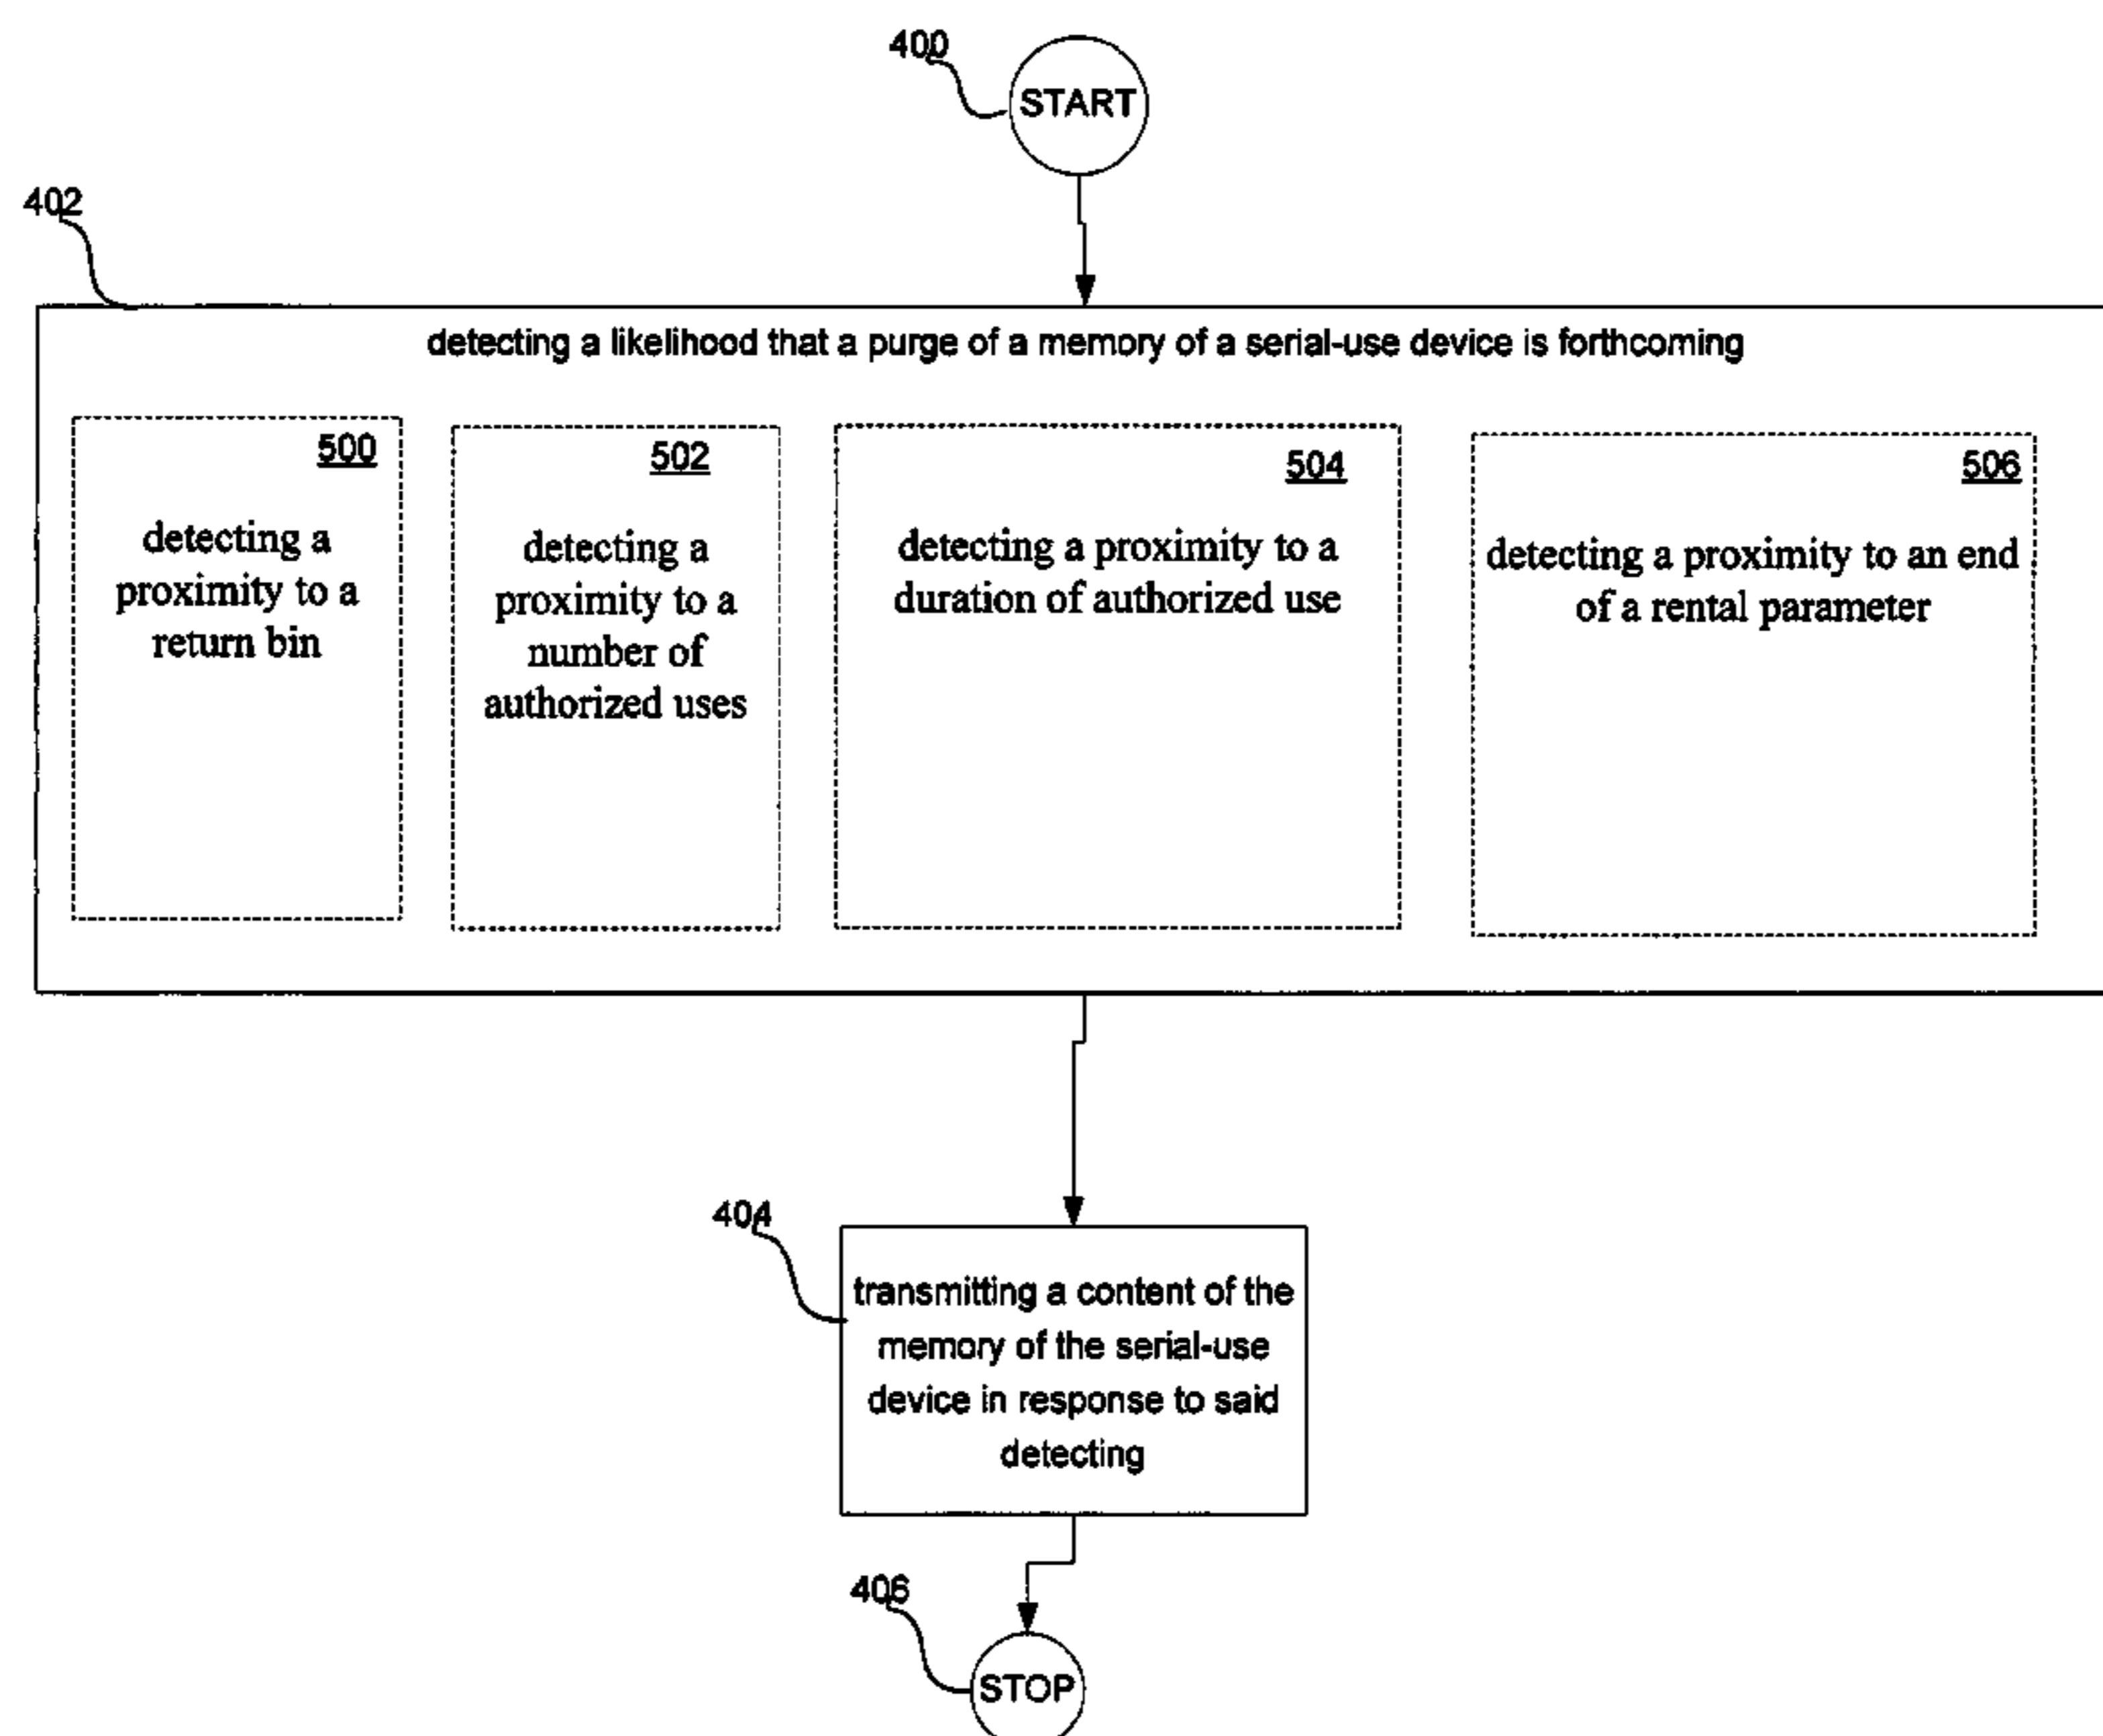 400
START
402
detecting a likelihood that a purge of a memory of a serial-use device is forthcoming
500
detecting a
proximity to a
return bin
502
detecting a
proximity to a
number of
authorized uses
504
detecting a proximity to a
duration of authorized use
506
detecting a proximity to an end
of a rental parameter
404
transmitting a content of the
memory of the serial-use
device in response to said
detecting
406
STOP